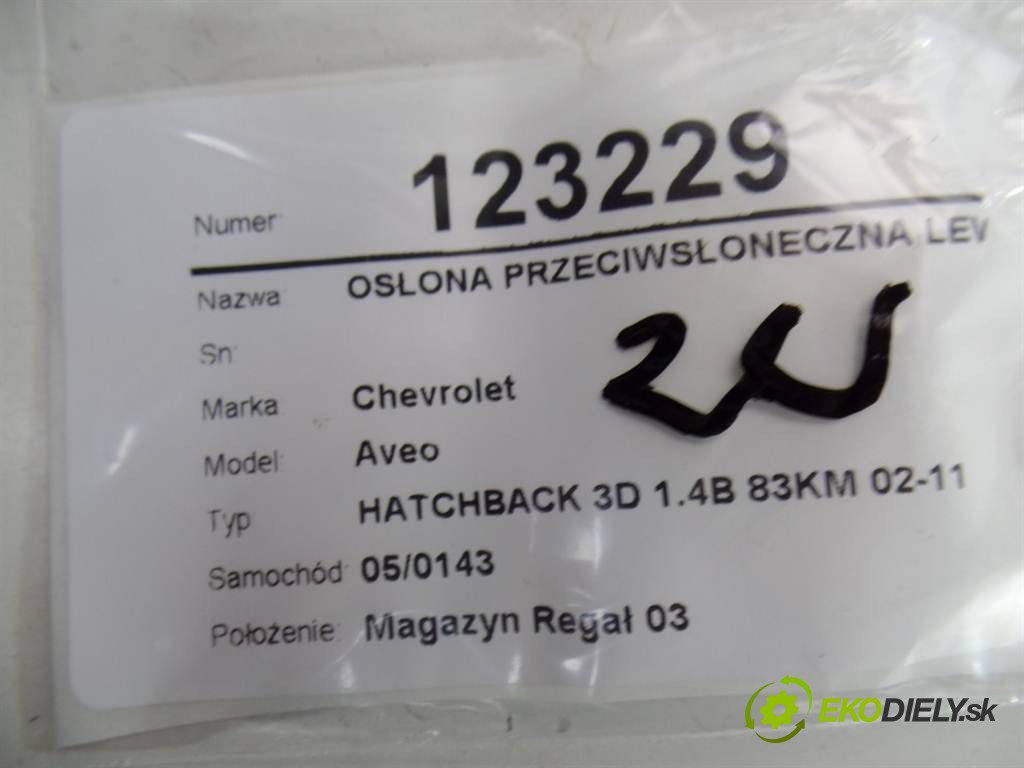 Numer: 123229
Nazwa: OSŁONA PRZECIWSŁONECZNA LEW
Sn:
Marka: Chevrolet
Model: Aveo
Typ: HATCHBACK 3D 1.4B 83KM 02-11
Samochód: 05/0143
Położenie: Magazyn Regał 03
EKODIELY.sk